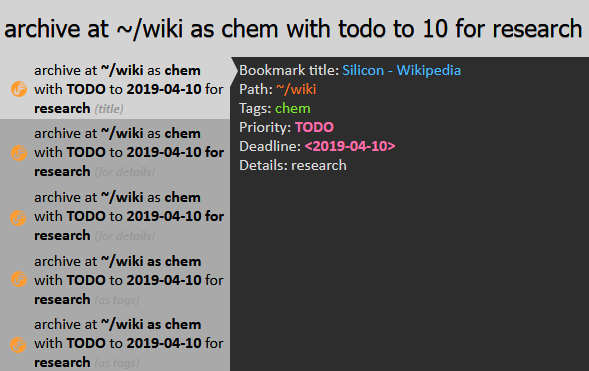 archive at ~/wiki as chem with todo to 10 for research
archive at ~/wiki as chem
with TODO to 2019-04-10 for
research (title)
archive at ~/wiki as chem
with TODO to 2019-04-10 for
research (for details)
archive at ~/wiki as chem
with TODO to 2019-04-10 for
research (for details)
archive at ~/wiki as chem
with TODO to 2019-04-10 for
research (as tags)
archive at ~/wiki as chem
with TODO to 2019-04-10 for
research (as tags)
Bookmark title: Silicon - Wikipedia
Path: ~/wiki
Tags: chem
Priority: TODO
Deadline: <2019-04-10>
Details: research